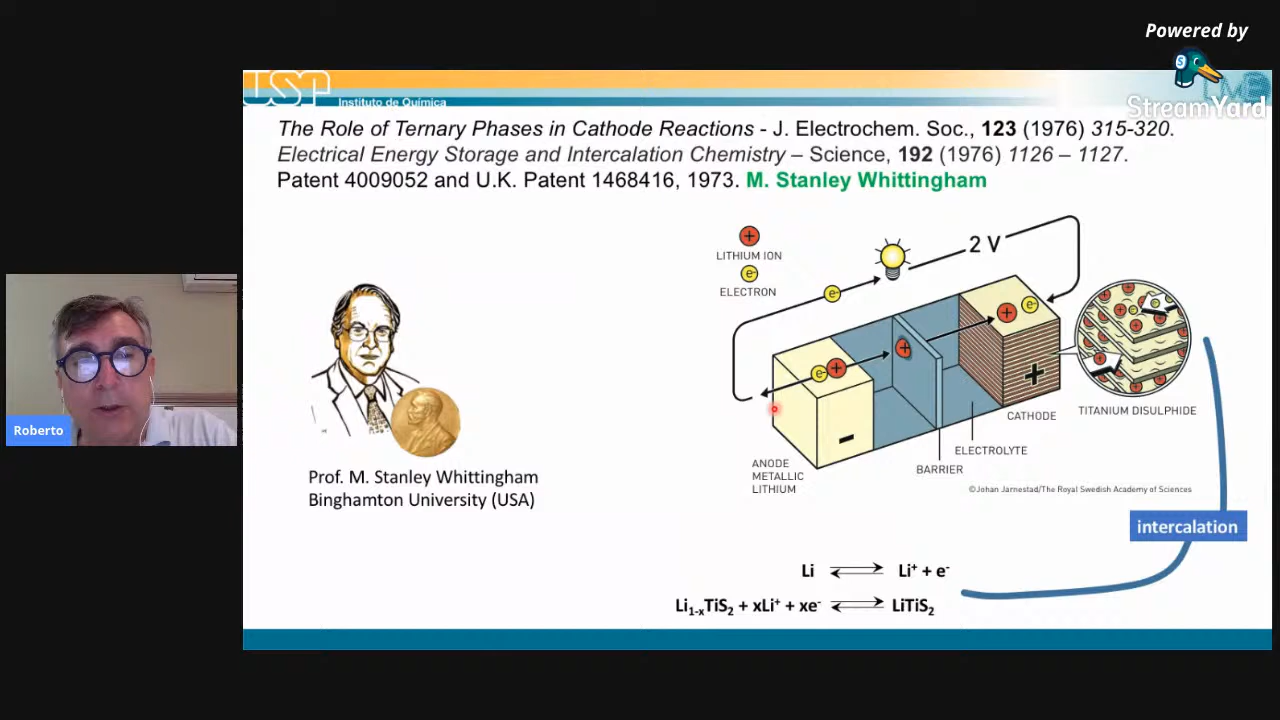 Powered by
StreamYard
USP
Instituto de Química
The Role of Ternary Phases in Cathode Reactions - J. Electrochem. Soc., 123 (1976) 315-320.
Electrical Energy Storage and Intercalation Chemistry – Science, 192 (1976) 1126 – 1127.
Patent 4009052 and U.K. Patent 1468416, 1973. M. Stanley Whittingham
+
LITHIUM ION
e-
ELECTRON
2 V
e-
+
e-
+
e-
+
+
-
CATHODE
TITANIUM DISULPHIDE
ELECTROLYTE
BARRIER
ANODE
METALLIC
LITHIUM
©Johan Jarnestad/The Royal Swedish Academy of Sciences
Roberto
Prof. M. Stanley Whittingham
Binghamton University (USA)
intercalation
Li ⇌ Li⁺ + e⁻
Li₁₋ₓTiS₂ + xLi⁺ + xe⁻ ⇌ LiTiS₂